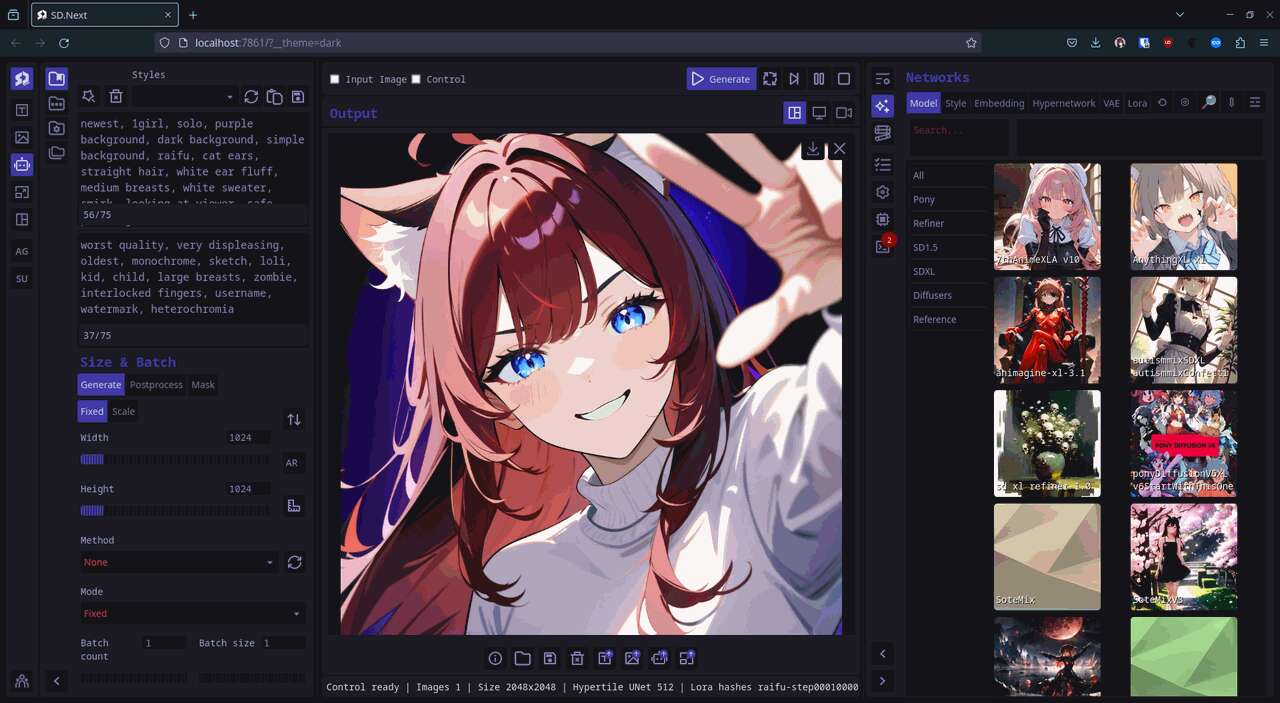 SD.Next
localhost:7861/?__theme=dark
Styles
newest, 1girl, solo, purple
background, dark background, simple
background, raifu, cat ears,
straight hair, white ear fluff,
medium breasts, white sweater,
smirk, looking at viewer, safe,
56/75
worst quality, very displeasing,
oldest, monochrome, sketch, loli,
kid, child, large breasts, zombie,
interlocked fingers, username,
watermark, heterochromia
37/75
Size & Batch
Generate Postprocess Mask
Fixed Scale
Width 1024
AR
Height 1024
Method
None
Mode
Fixed
Batch count 1 Batch size 1
AG
SU
Input Image Control
Generate
Output
Control ready | Images 1 | Size 2048x2048 | Hypertile UNet 512 | Lora hashes raifu-step00010000
2
Networks
Model Style Embedding Hypernetwork VAE Lora
Search...
All
Pony
Refiner
SD1.5
SDXL
Diffusers
Reference
7thAnimeXLA v10
AnythingXL xl
animagine-xl-3.1
autismmixSDXL
autismmixConfetti
sd xl refiner 1.0
PONY DIFFUSION V6
ponyDiffusionV6XL
v6StartWithThisOne
SoteMix
SoteMixV3